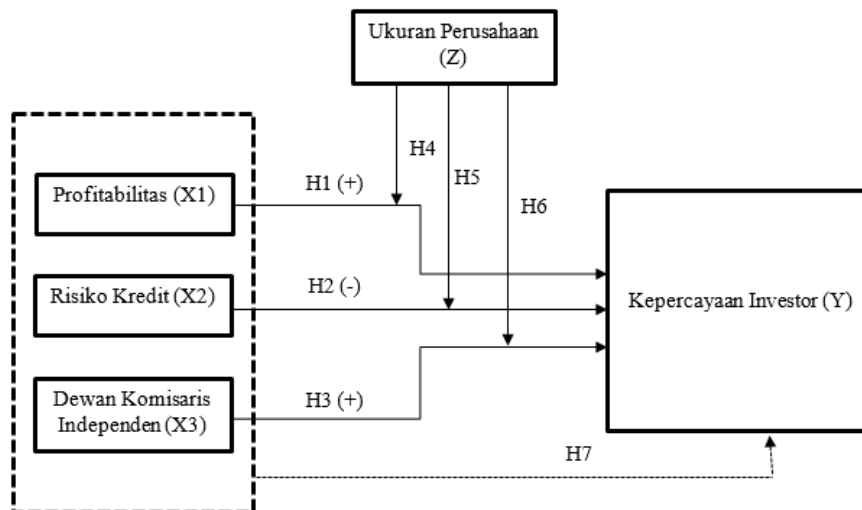 Ukuran Perusahaan
(Z)
H4
H5
H6
Profitabilitas (X1)
H1 (+)
Risiko Kredit (X2)
H2 (-)
Kepercayaan Investor (Y)
Dewan Komisaris
Independen (X3)
H3 (+)
H7